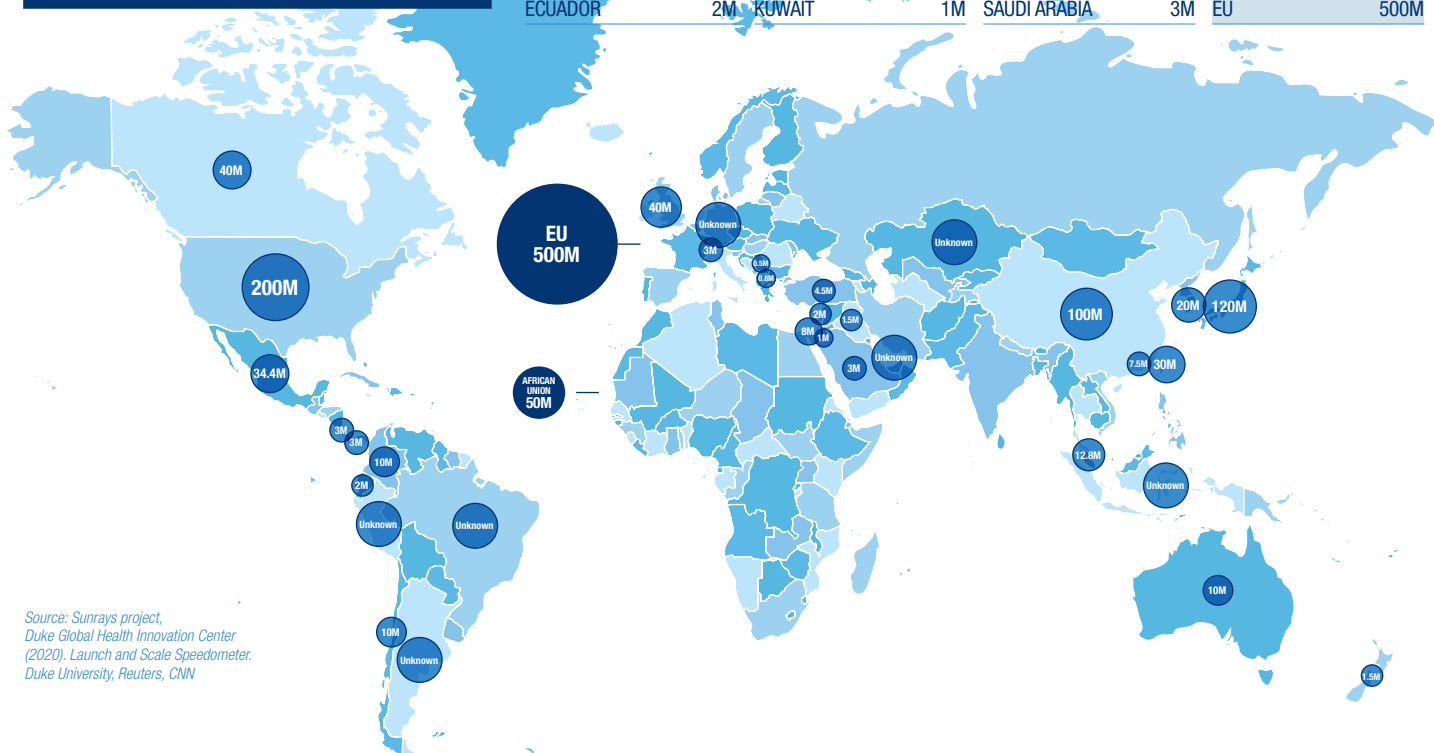 ECUADOR 2M KUWAIT 1M SAUDI ARABIA 3M EU 500M
40M
200M
34.4M
3M
3M
10M
2M
Unknown
Unknown
10M
Unknown
EU
500M
AFRICAN
UNION
50M
40M
Unknown
3M
0.5M
0.8M
4.5M
2M
8M
1M
1.5M
3M
Unknown
Unknown
100M
20M
120M
7.5M
30M
12.8M
Unknown
10M
1.5M
Source: Sunrays project,
Duke Global Health Innovation Center
(2020). Launch and Scale Speedometer.
Duke University, Reuters, CNN